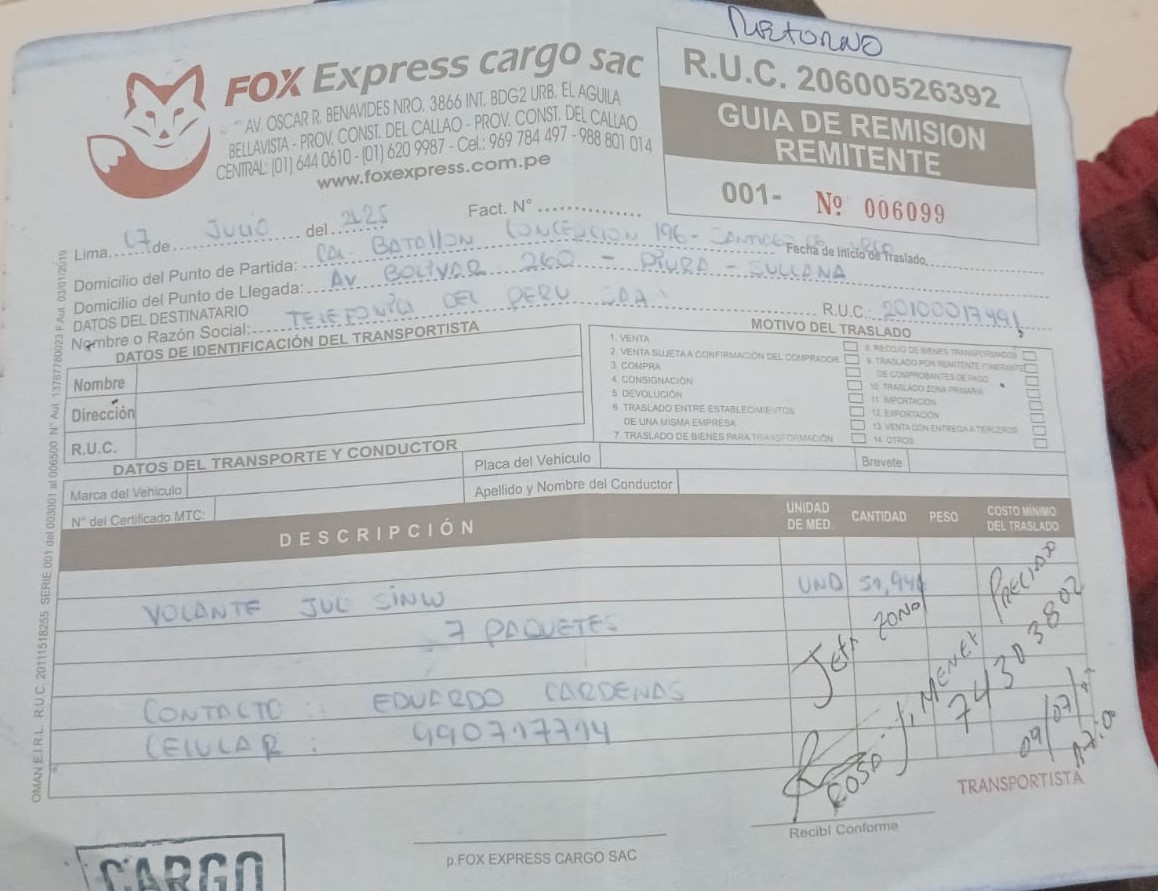 RETORNO
FOX Express cargo sac
AV. OSCAR R. BENAVIDES NRO. 3866 INT. BDG2 URB. EL AGUILA
BELLAVISTA - PROV. CONST. DEL CALLAO - PROV. CONST. DEL CALLAO
CENTRAL: (01) 644 0610 - (01) 620 9987 - Cel.: 969 784 497 - 988 801 014
www.foxexpress.com.pe
R.U.C. 20600526392
GUIA DE REMISION
REMITENTE
001- Nº 006099
Lima, 07 de JULIO del 2025 Fact. N°
Fecha de Inicio de Traslado
Domicilio del Punto de Partida: CAL. BATALLON CONCEPCION 196 -
Domicilio del Punto de Llegada: AV BOLIVAR 260 - PIURA - SULLANA
DATOS DEL DESTINATARIO
Nombre o Razón Social: TELEFONICA DEL PERU SAA R.U.C.: 20100017491
DATOS DE IDENTIFICACIÓN DEL TRANSPORTISTA
Nombre
Dirección
R.U.C.
MOTIVO DEL TRASLADO
1. VENTA
2. VENTA SUJETA A CONFIRMACIÓN DEL COMPRADOR
3. COMPRA
4. CONSIGNACIÓN
5. DEVOLUCIÓN
6. TRASLADO ENTRE ESTABLECIMIENTOS
DE UNA MISMA EMPRESA
7. TRASLADO DE BIENES PARA TRANSFORMACIÓN
8. RECOJO DE BIENES TRANSFORMADOS
9. TRASLADO POR REMITENTE ITINERANTE
DE COMPROBANTES DE PAGO
10. TRASLADO ZONA PRIMARIA
11. IMPORTACION
12. EXPORTACIÓN
13. VENTA CON ENTREGA A TERCEROS
14. OTROS
DATOS DEL TRANSPORTE Y CONDUCTOR
Marca del Vehículo
N° del Certificado MTC:
Placa del Vehiculo
Brevete
Apellido y Nombre del Conductor
DESCRIPCIÓN UNIDAD DE MED. CANTIDAD PESO COSTO MÍNIMO DEL TRASLADO
VOLANTE JUL UND
7 PAQUETES
CONTACTO : EDUARDO CARDENAS
CELULAR : 990717714
ROSA
74303802
09/07/
TRANSPORTISTA
p.FOX EXPRESS CARGO SAC
Recibí Conforme
CARGO